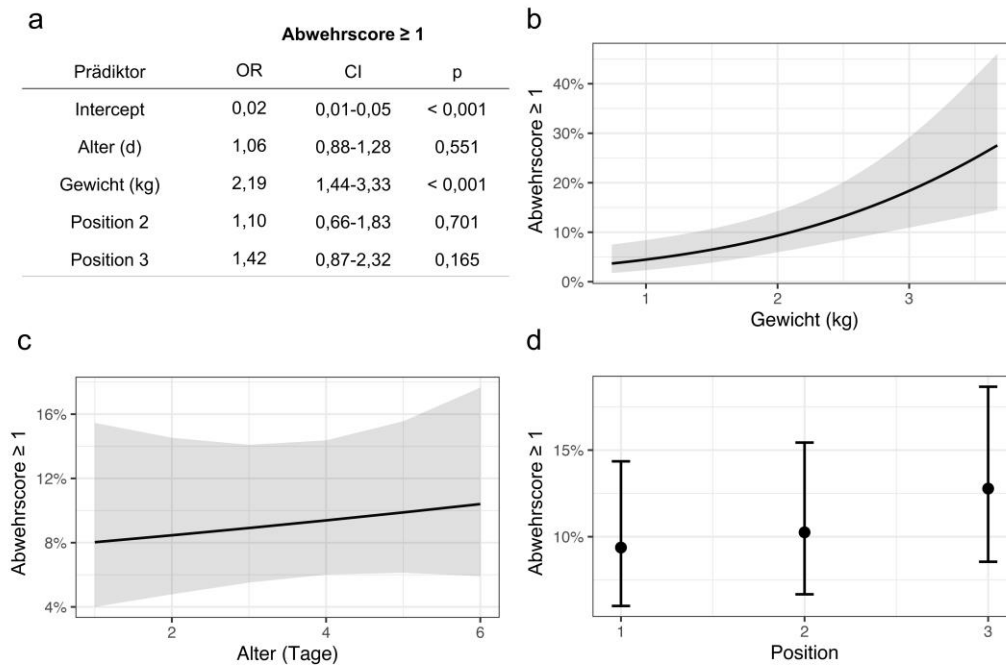 a
Abwehrscore ≥ 1
Prädiktor OR CI p
Intercept 0,02 0,01-0,05 < 0,001
Alter (d) 1,06 0,88-1,28 0,551
Gewicht (kg) 2,19 1,44-3,33 < 0,001
Position 2 1,10 0,66-1,83 0,701
Position 3 1,42 0,87-2,32 0,165
b
Abwehrscore ≥ 1
40%
30%
20%
10%
0%
1 2 3
Gewicht (kg)
c
Abwehrscore ≥ 1
16%
12%
8%
4%
2 4 6
Alter (Tage)
d
Abwehrscore ≥ 1
15%
10%
1 2 3
Position